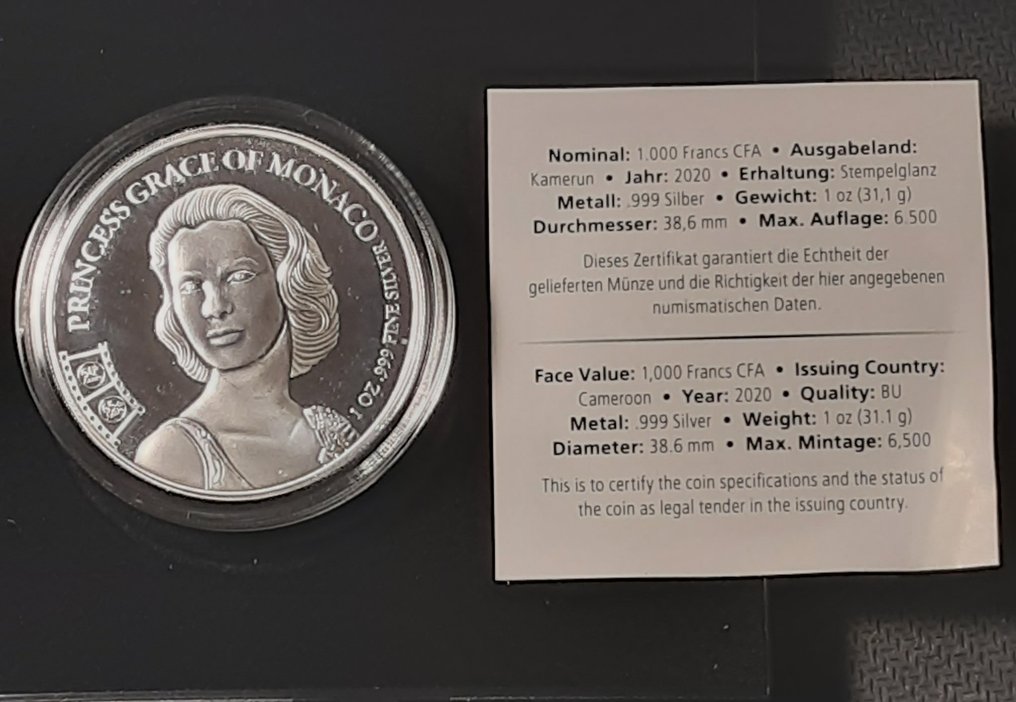 PRINCESS GRACE OF MONACO
1 OZ .999 FINE SILVER
Nominal: 1.000 Francs CFA • Ausgabeland:
Kamerun • Jahr: 2020 • Erhaltung: Stempelglanz
Metall: .999 Silber • Gewicht: 1 oz (31,1 g)
Durchmesser: 38,6 mm • Max. Auflage: 6.500
Dieses Zertifikat garantiert die Echtheit der
gelieferten Münze und die Richtigkeit der hier angegebenen
numismatischen Daten.
Face Value: 1,000 Francs CFA • Issuing Country:
Cameroon • Year: 2020 • Quality: BU
Metal: .999 Silver • Weight: 1 oz (31.1 g)
Diameter: 38.6 mm • Max. Mintage: 6,500
This is to certify the coin specifications and the status of
the coin as legal tender in the issuing country.